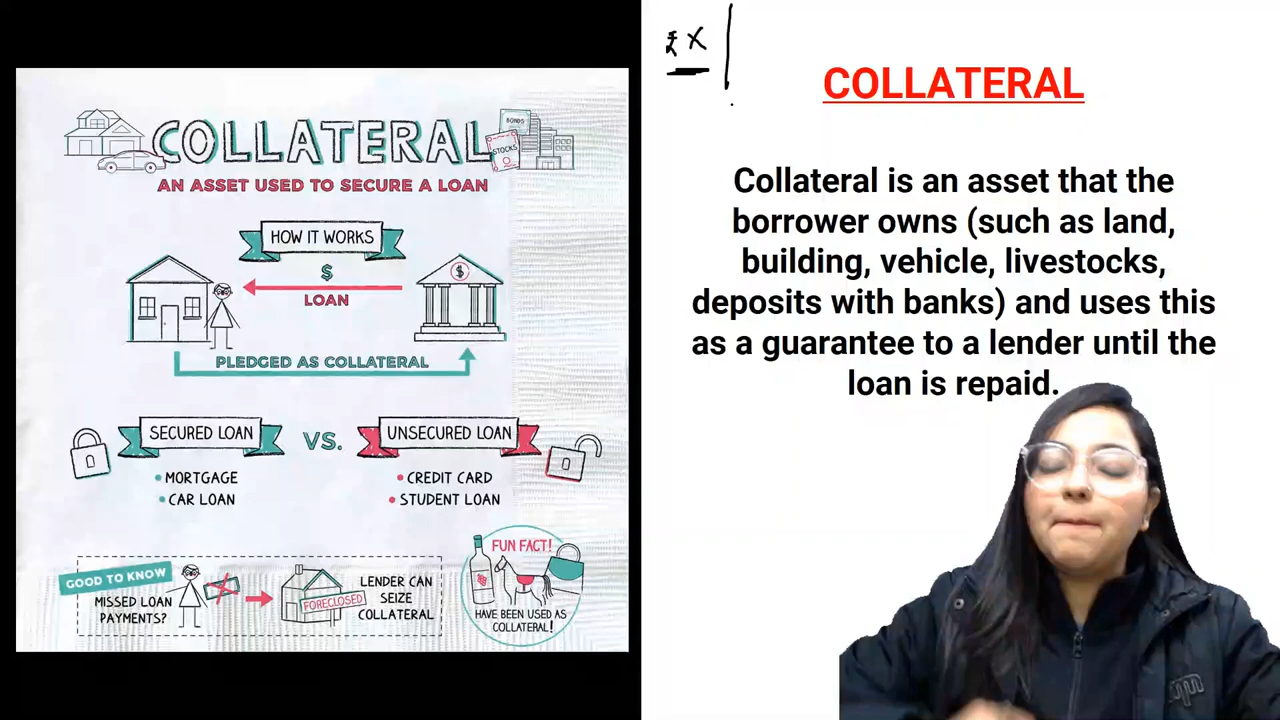 ₹ X
COLLATERAL
Collateral is an asset that the
borrower owns (such as land,
building, vehicle, livestocks,
deposits with banks) and uses this
as a guarantee to a lender until the
loan is repaid.
COLLATERAL
BONDS
STOCKS
AN ASSET USED TO SECURE A LOAN
HOW IT WORKS
$
$
LOAN
PLEDGED AS COLLATERAL
SECURED LOAN
VS.
UNSECURED LOAN
• MORTGAGE
• CAR LOAN
• CREDIT CARD
• STUDENT LOAN
GOOD TO KNOW
MISSED LOAN
PAYMENTS?
FORECLOSED
LENDER CAN
SEIZE
COLLATERAL
FUN FACT!
HAVE BEEN USED AS
COLLATERAL!